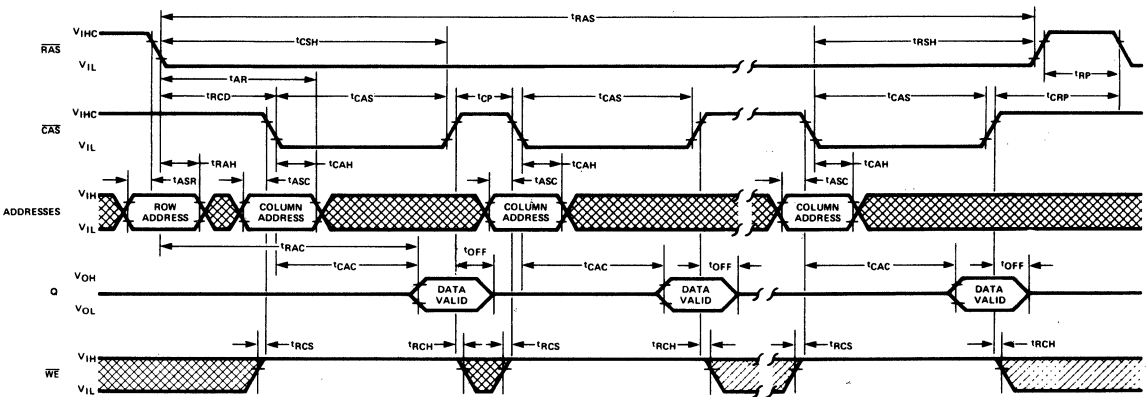 tRAS
VIHC
RAS
VIL
tCSH
tRSH
tRP
tAR
tRCD
tCAS
tCP
tCAS
tCAS
tCRP
VIHC
CAS
VIL
tRAH
tCAH
tCAH
tCAH
tASR
tASC
tASC
tASC
VIH
ADDRESSES
VIL
ROW ADDRESS
COLUMN ADDRESS
COLUMN ADDRESS
COLUMN ADDRESS
tRAC
tOFF
tCAC
tCAC
tOFF
tCAC
tOFF
VOH
Q
VOL
DATA VALID
DATA VALID
DATA VALID
tRCS
tRCH
tRCS
tRCH
tRCS
tRCH
VIH
WE
VIL